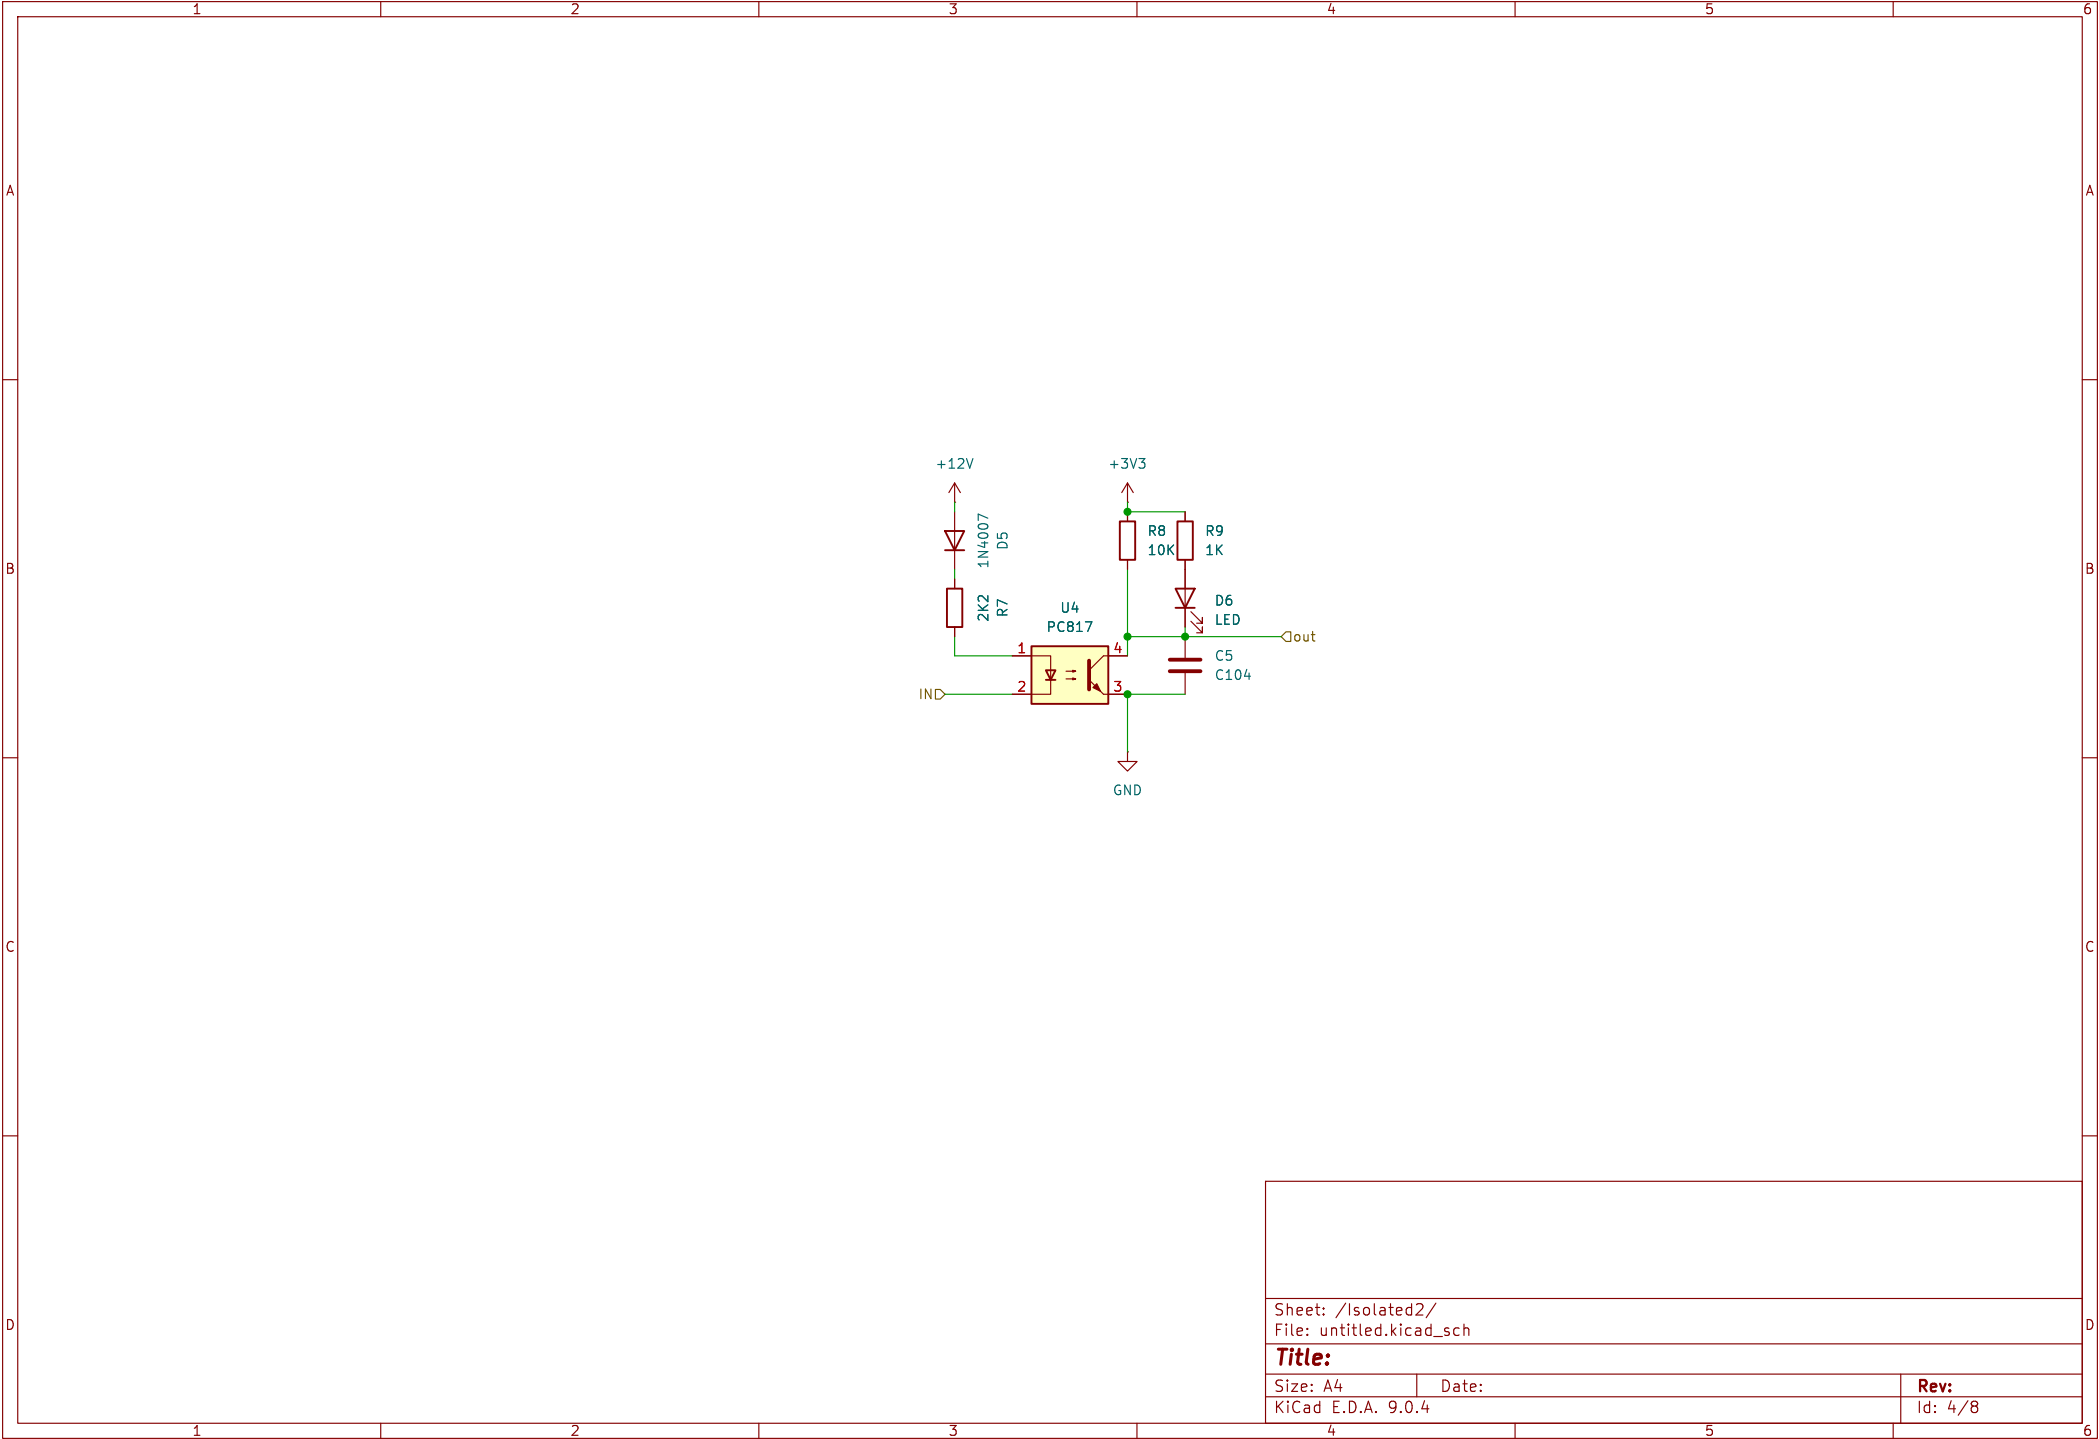 1 2 3 4 5 6
A A
+12V +3V3
1N4007
D5
R8
10K
R9
1K
B B
2K2
R7
U4
PC817
D6
LED
out
1 4
C5
C104
IN
2 3
GND
C C
Sheet: /Isolated2/
File: untitled.kicad_sch
D D
Title:
Size: A4 Date: Rev:
KiCad E.D.A. 9.0.4 Id: 4/8
1 2 3 4 5 6